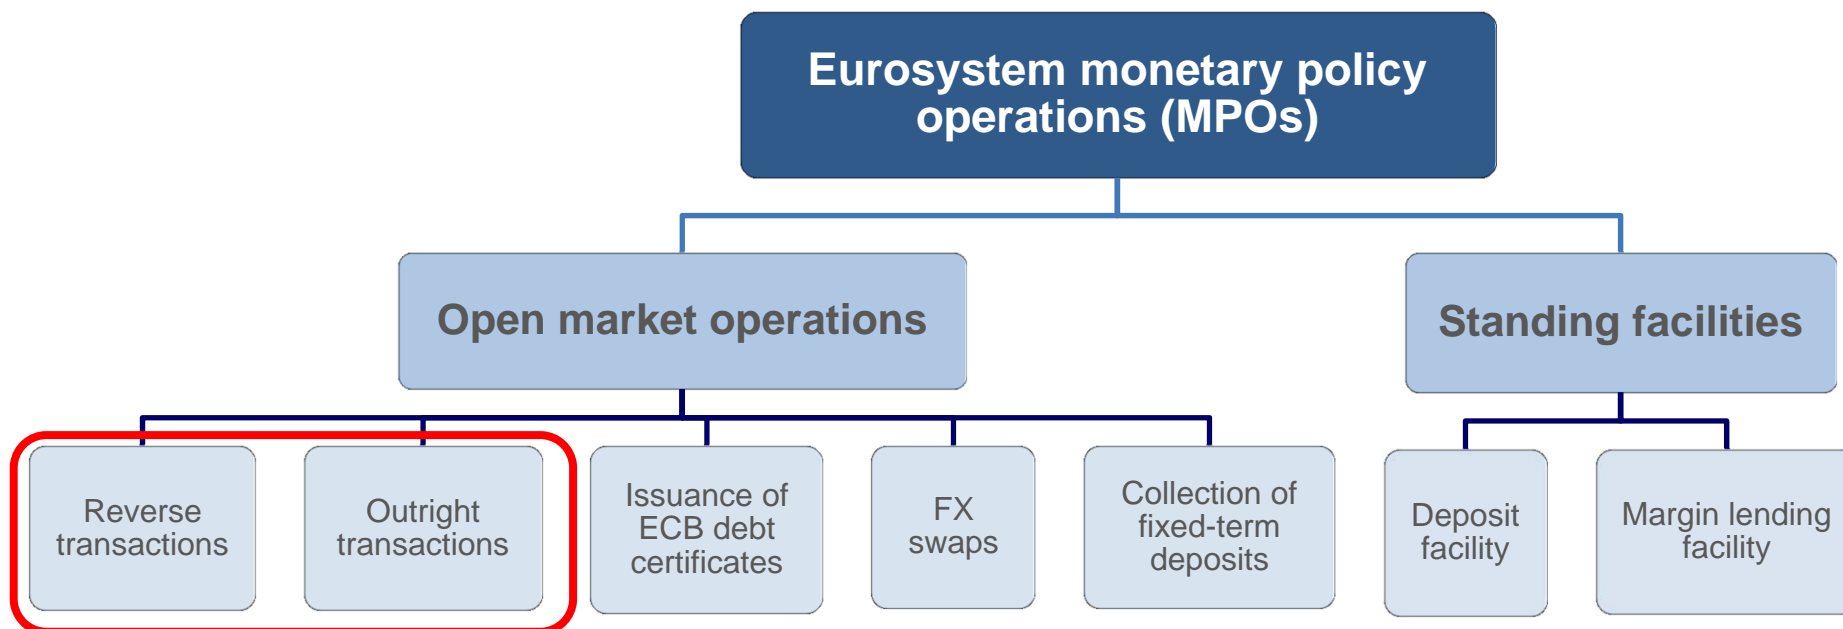 Eurosystem monetary policy
operations (MPOs)
Open market operations
Standing facilities
Reverse
transactions
Outright
transactions
Issuance of
ECB debt
certificates
FX
swaps
Collection of
fixed-term
deposits
Deposit
facility
Margin lending
facility